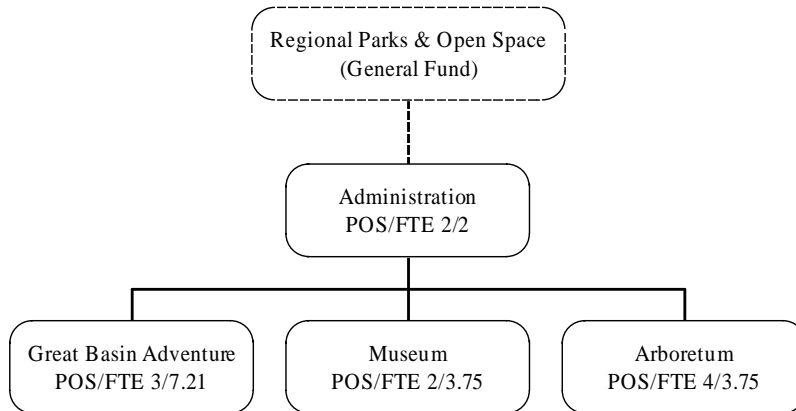 Regional Parks & Open Space
(General Fund)
Administration
POS/FTE 2/2
Great Basin Adventure
POS/FTE 3/7.21
Museum
POS/FTE 2/3.75
Arboretum
POS/FTE 4/3.75